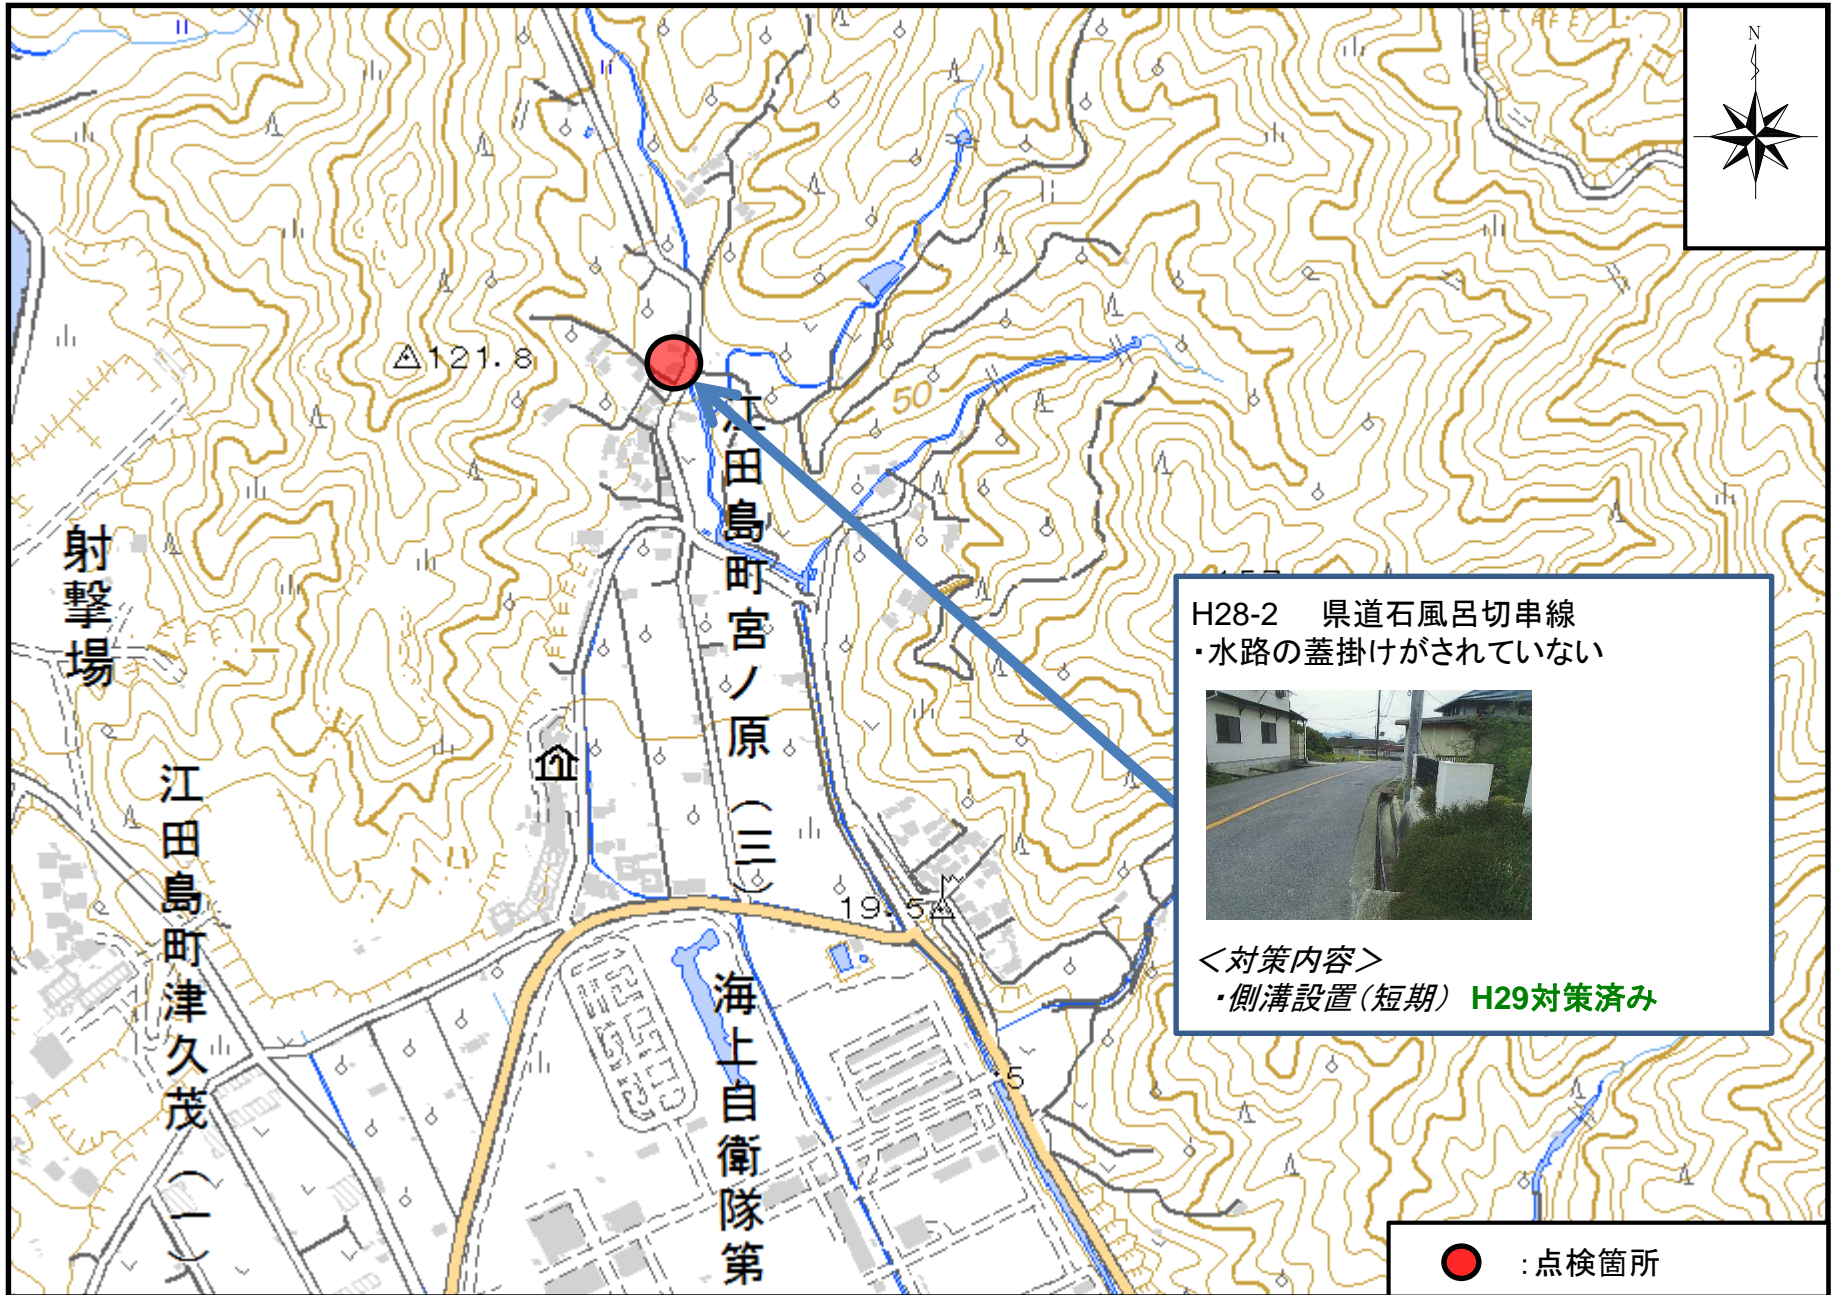 N
121.8
50
射撃場
江田島町宮ノ原（三）
江田島町津久茂（一）
19.5
海上自衛隊第
5
H28-2　県道石風呂切串線
・水路の蓋掛けがされていない
＜対策内容＞
・側溝設置（短期）　H29対策済み
：点検箇所